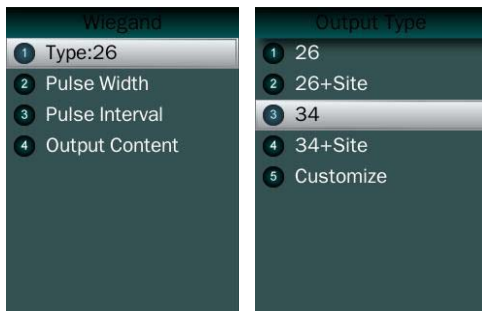 Wiegand
1 Type:26
2 Pulse Width
3 Pulse Interval
4 Output Content
Output Type
1 26
2 26+Site
3 34
4 34+Site
5 Customize